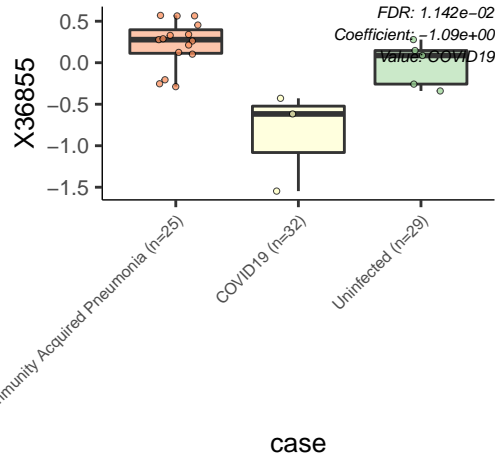 FDR: 1.142e−02
Coefficient: −1.09e+00
Value: COVID19
X36855
0.5
0.0
−0.5
−1.0
−1.5
Acquired Pneumonia (n=25)
COVID19 (n=32)
Uninfected (n=29)
case